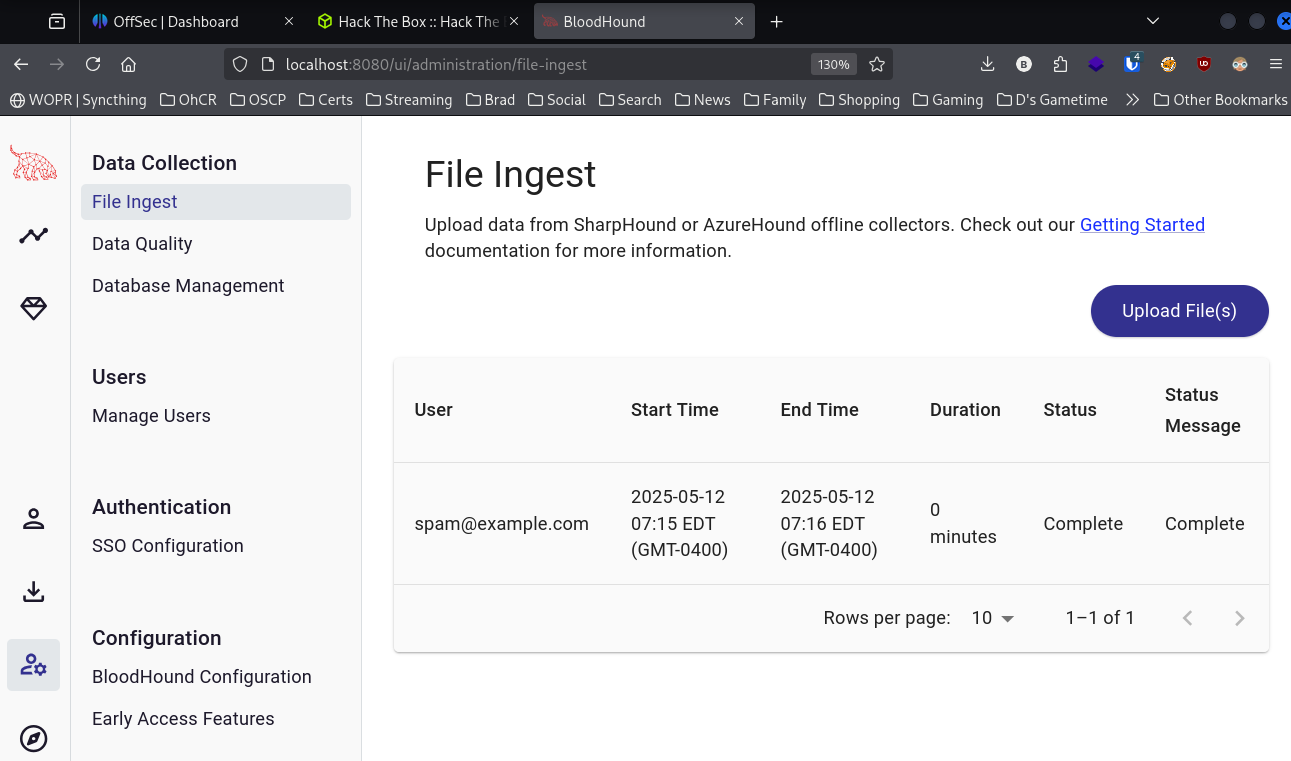 OffSec | Dashboard
Hack The Box :: Hack The
BloodHound
localhost:8080/ui/administration/file-ingest
130%
B
4
UD
WOPR | Syncthing
OhCR
OSCP
Certs
Streaming
Brad
Social
Search
News
Family
Shopping
Gaming
D's Gametime
Other Bookmarks
Data Collection
File Ingest
Data Quality
Database Management
Users
Manage Users
Authentication
SSO Configuration
Configuration
BloodHound Configuration
Early Access Features
File Ingest
Upload data from SharpHound or AzureHound offline collectors. Check out our Getting Started
documentation for more information.
Upload File(s)
User
Start Time
End Time
Duration
Status
Status
Message
spam@example.com
2025-05-12
07:15 EDT
(GMT-0400)
2025-05-12
07:16 EDT
(GMT-0400)
0
minutes
Complete
Complete
Rows per page:
10
1–1 of 1